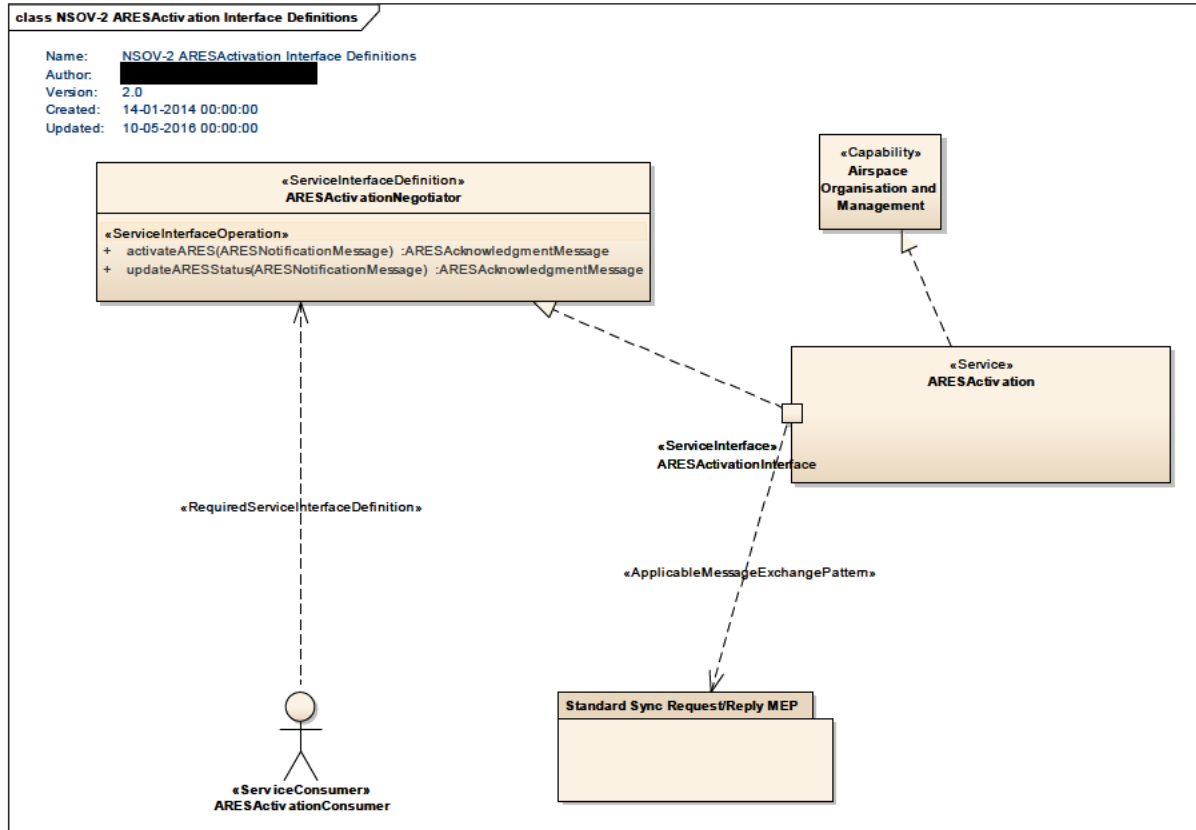 class NSOV-2 ARESActivation Interface Definitions
Name: NSOV-2 ARESActivation Interface Definitions
Author:
Version: 2.0
Created: 14-01-2014 00:00:00
Updated: 10-05-2016 00:00:00
«ServiceInterfaceDefinition»
ARESActivationNegotiator
«ServiceInterfaceOperation»
+ activateARES(ARESNotificationMessage) :ARESAcknowledgmentMessage
+ updateARESStatus(ARESNotificationMessage) :ARESAcknowledgmentMessage
«Capability»
Airspace
Organisation and
Management
«Service»
ARESActivation
«ServiceInterface»
ARESActivationInterface
«RequiredServiceInterfaceDefinition»
«ApplicableMessageExchangePattern»
Standard Sync Request/Reply MEP
«ServiceConsumer»
ARESActivationConsumer